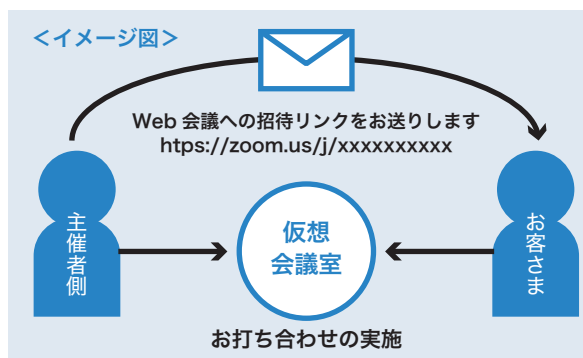 ＜イメージ図＞
Web 会議への招待リンクをお送りします
htps://zoom.us/j/xxxxxxxxxx
主催者側
仮想
会議室
お客さま
お打ち合わせの実施